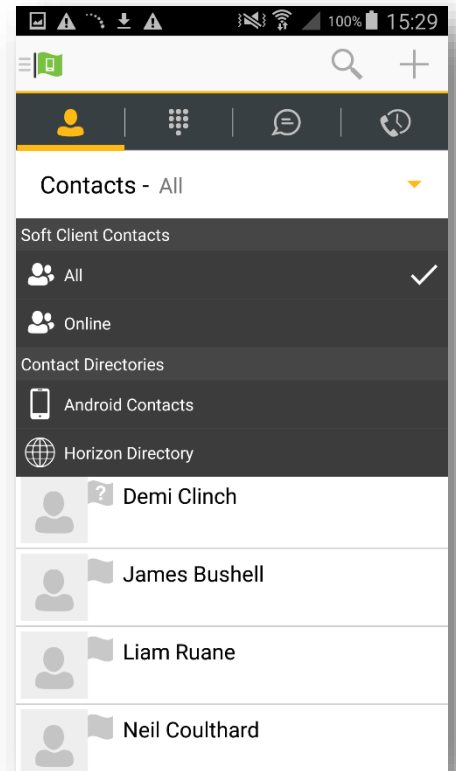 100% 15:29
Contacts - All
Soft Client Contacts
All
Online
Contact Directories
Android Contacts
Horizon Directory
? Demi Clinch
James Bushell
Liam Ruane
Neil Coulthard